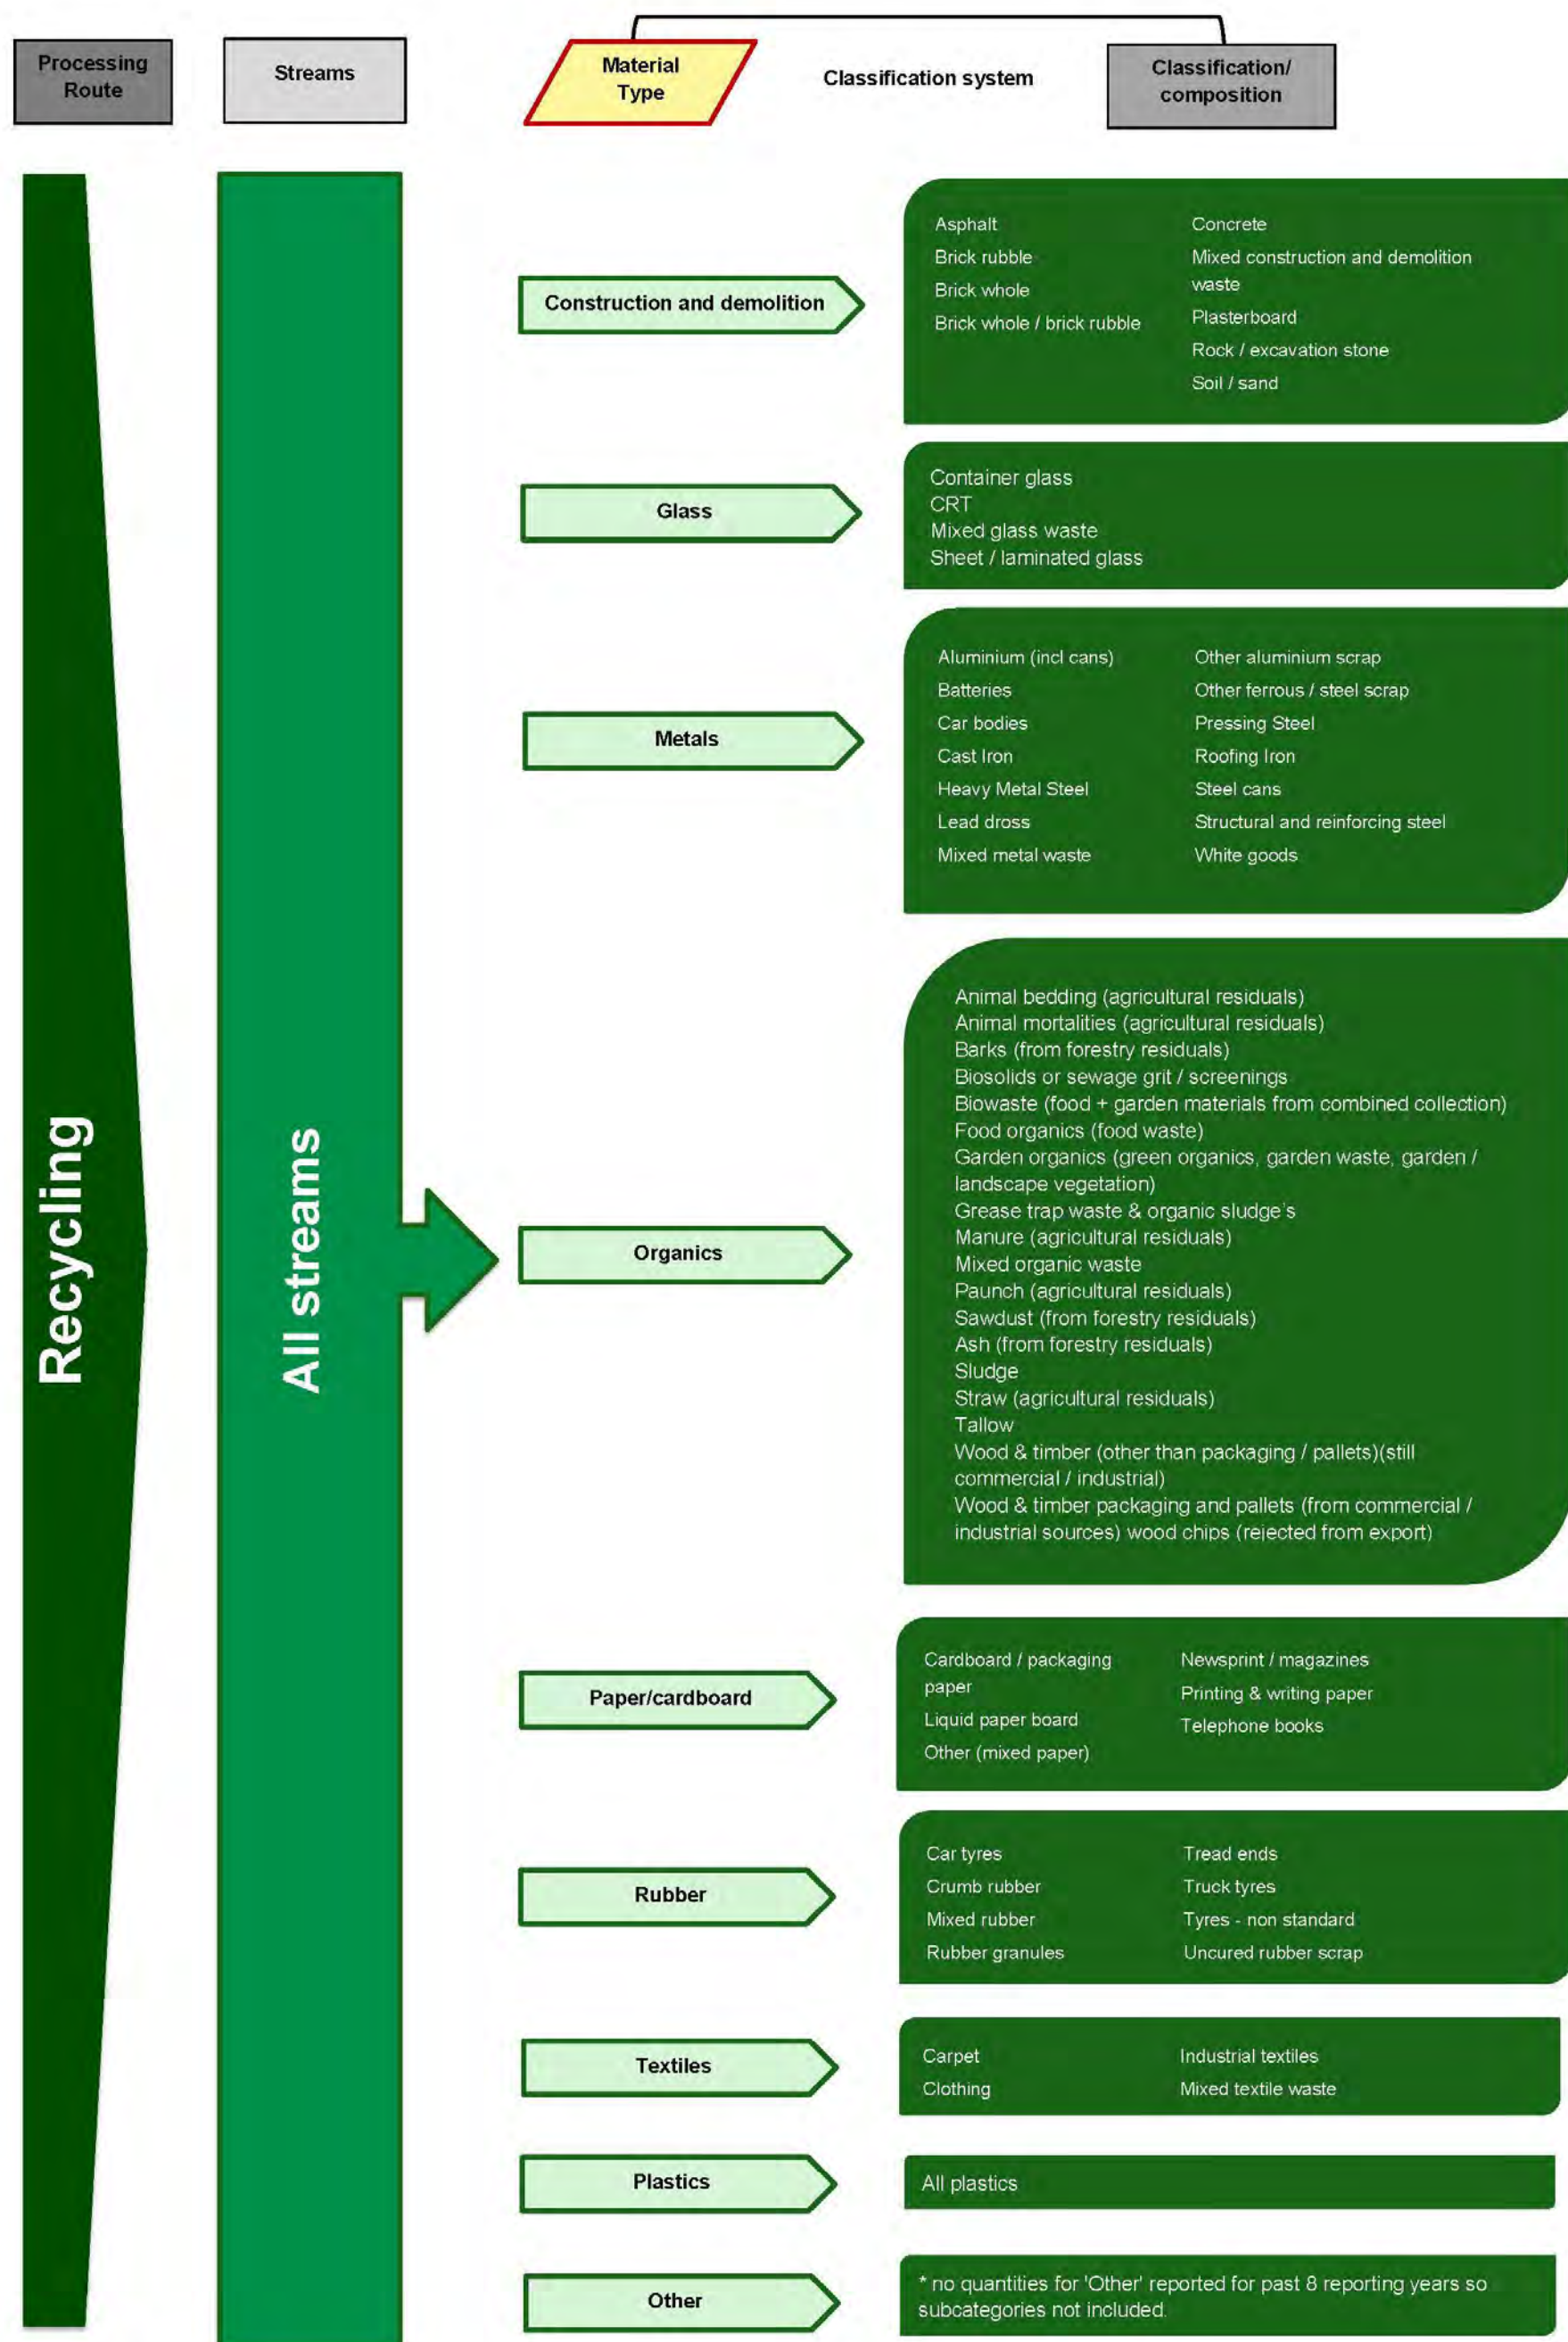 Processing
Route
Streams
Material
Type
Classification system
Classification/
composition
Recycling
All streams
Construction and demolition
Asphalt
Brick rubble
Brick whole
Brick whole / brick rubble
Concrete
Mixed construction and demolition
waste
Plasterboard
Rock / excavation stone
Soil / sand
Glass
Container glass
CRT
Mixed glass waste
Sheet / laminated glass
Metals
Aluminium (incl cans)
Batteries
Car bodies
Cast Iron
Heavy Metal Steel
Lead dross
Mixed metal waste
Other aluminium scrap
Other ferrous / steel scrap
Pressing Steel
Roofing Iron
Steel cans
Structural and reinforcing steel
White goods
Organics
Animal bedding (agricultural residuals)
Animal mortalities (agricultural residuals)
Barks (from forestry residuals)
Biosolids or sewage grit / screenings
Biowaste (food + garden materials from combined collection)
Food organics (food waste)
Garden organics (green organics, garden waste, garden /
landscape vegetation)
Grease trap waste & organic sludge's
Manure (agricultural residuals)
Mixed organic waste
Paunch (agricultural residuals)
Sawdust (from forestry residuals)
Ash (from forestry residuals)
Sludge
Straw (agricultural residuals)
Tallow
Wood & timber (other than packaging / pallets)(still
commercial / industrial)
Wood & timber packaging and pallets (from commercial /
industrial sources) wood chips (rejected from export)
Paper/cardboard
Cardboard / packaging
paper
Liquid paper board
Other (mixed paper)
Newsprint / magazines
Printing & writing paper
Telephone books
Rubber
Car tyres
Crumb rubber
Mixed rubber
Rubber granules
Tread ends
Truck tyres
Tyres - non standard
Uncured rubber scrap
Textiles
Carpet
Clothing
Industrial textiles
Mixed textile waste
Plastics
All plastics
Other
* no quantities for 'Other' reported for past 8 reporting years so
subcategories not included.